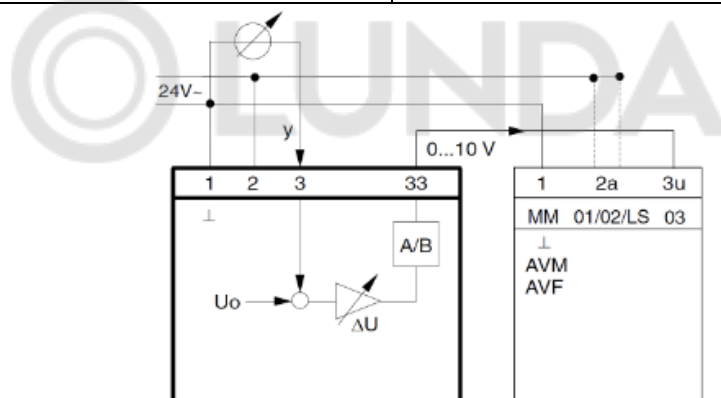 LUNDA
24V~
y
0...10 V
1 2 3 33
1 2a 3u
⊥
MM 01/02/LS 03
A/B
⊥
AVM
AVF
Uo
ΔU